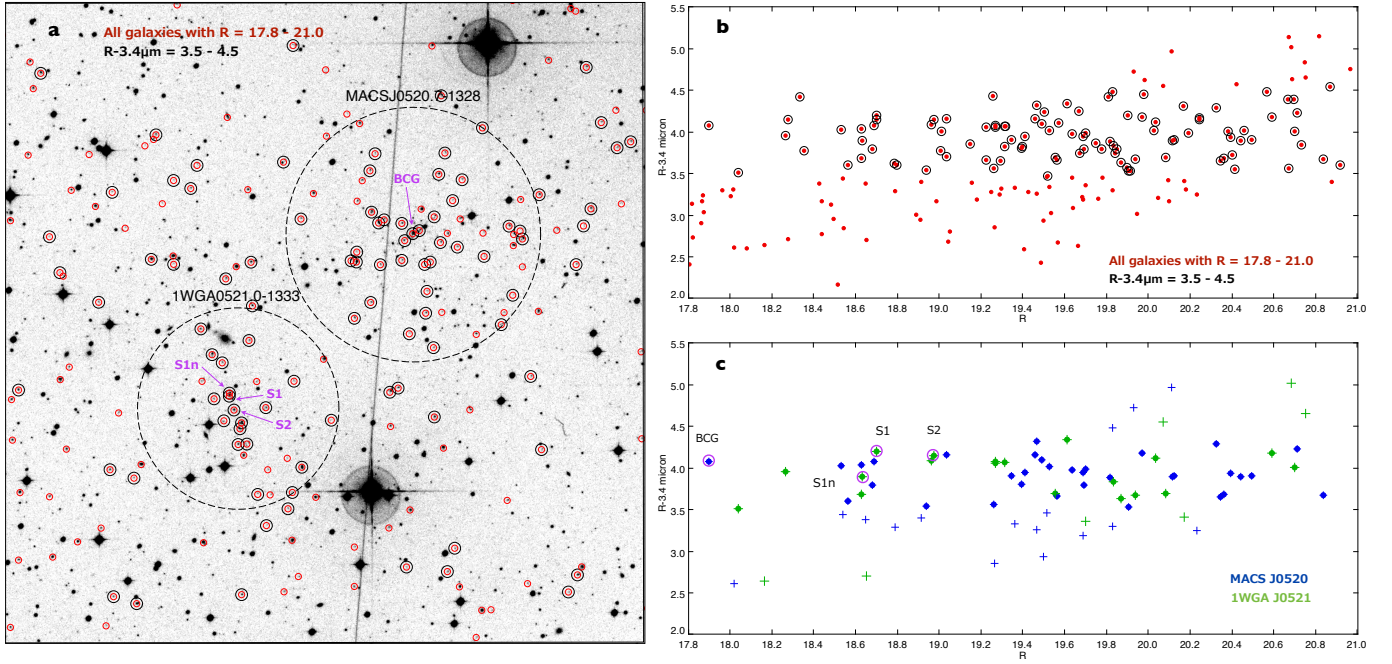 a
All galaxies with R = 17.8 - 21.0
R-3.4µm = 3.5 - 4.5
MACSJ0520.7-1328
BCG
1WGA0521.0-1333
S1n
S1
S2
b
5.5
5.0
4.5
4.0
3.5
3.0
2.5
2.0
R-3.4 micron
All galaxies with R = 17.8 - 21.0
R-3.4µm = 3.5 - 4.5
17.8 18.0 18.2 18.4 18.6 18.8 19.0 19.2 19.4 19.6 19.8 20.0 20.2 20.4 20.6 20.8 21.0
R
c
5.5
5.0
4.5
4.0
3.5
3.0
2.5
2.0
R-3.4 micron
BCG
S1
S2
S1n
MACS J0520
1WGA J0521
17.8 18.0 18.2 18.4 18.6 18.8 19.0 19.2 19.4 19.6 19.8 20.0 20.2 20.4 20.6 20.8 21.0
R